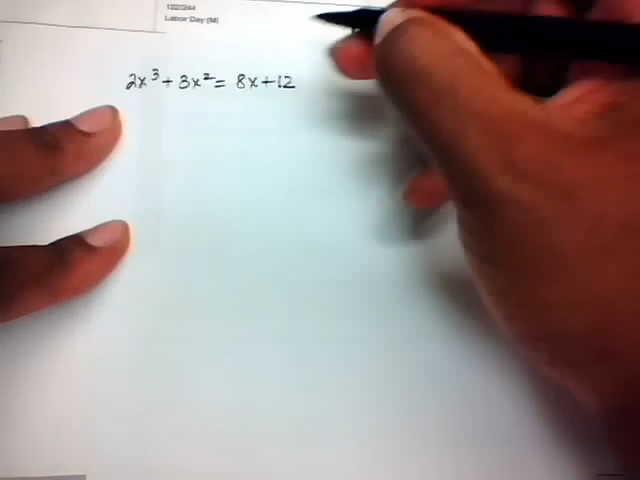 Labor Day (M)
2x³ + 3x² = 8x + 12